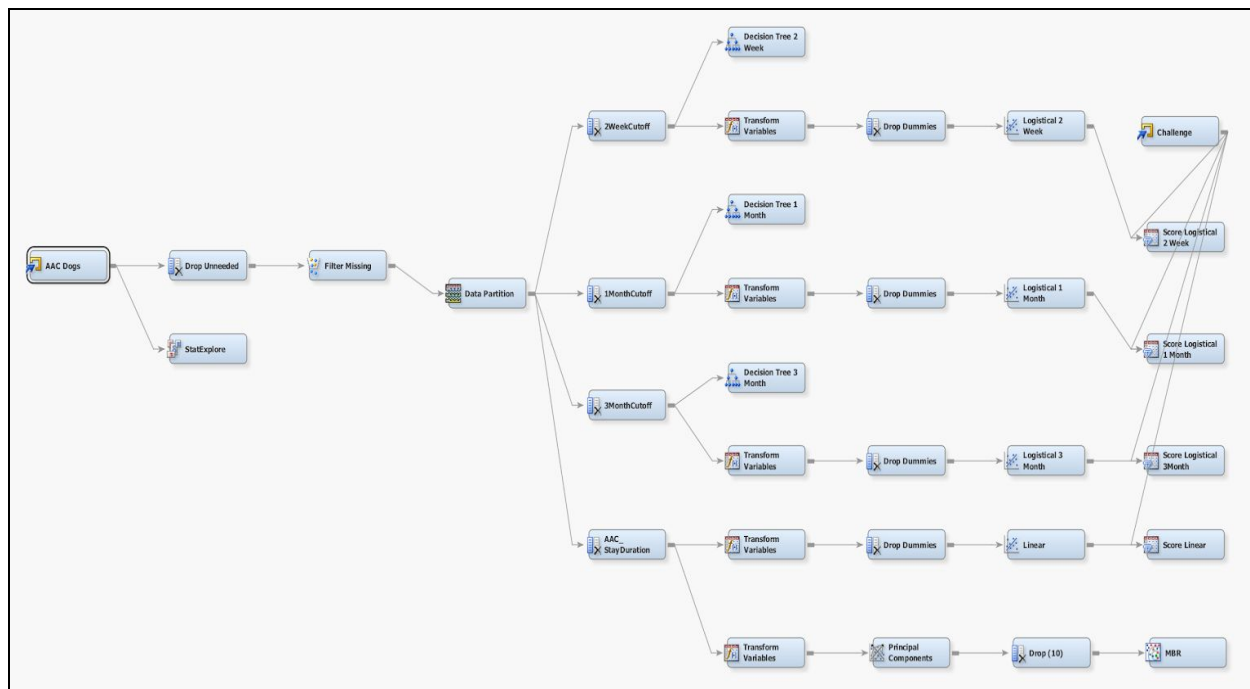 Decision Tree 2
Week
2WeekCutoff
Transform
Variables
Drop Dummies
Logistical 2
Week
Challenge
Decision Tree 1
Month
Score Logistical
2 Week
AAC Dogs
Drop Unneeded
Filter Missing
Data Partition
1MonthCutoff
Transform
Variables
Drop Dummies
Logistical 1
Month
StatExplore
Score Logistical
1 Month
Decision Tree 3
Month
3MonthCutoff
Transform
Variables
Drop Dummies
Logistical 3
Month
Score Logistical
3Month
AAC_
StayDuration
Transform
Variables
Drop Dummies
Linear
Score Linear
Transform
Variables
Principal
Components
Drop (10)
MBR